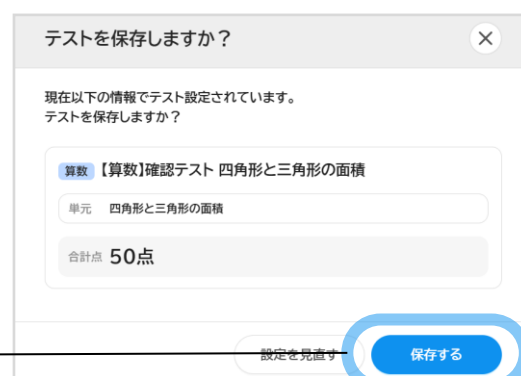 テストを保存しますか？
現在以下の情報でテスト設定されています。
テストを保存しますか？
算数 【算数】確認テスト 四角形と三角形の面積
単元 四角形と三角形の面積
合計点 50点
設定を見直す 保存する